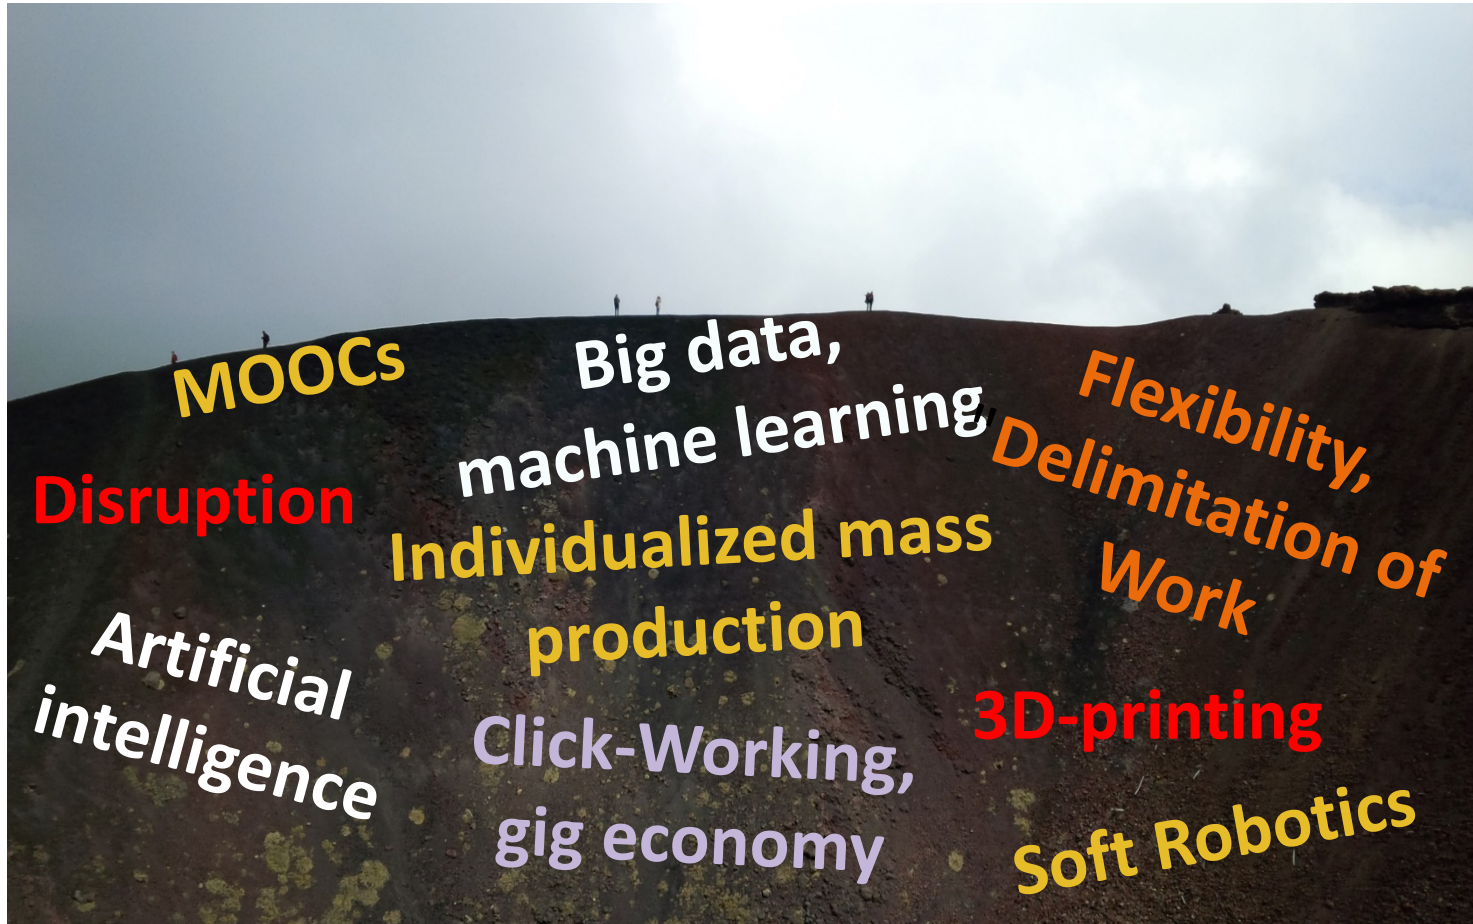 MOOCs
Big data,
machine learning
Flexibility,
"Delimitation of
Work
Disruption
Individualized mass
production
Artificial
intelligence
Click-Working,
gig economy
3D-printing
Soft Robotics